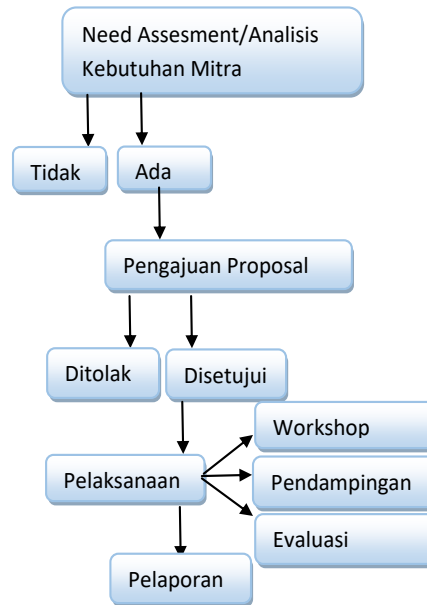 Need Assesment/Analisis
Kebutuhan Mitra
Tidak
Ada
Pengajuan Proposal
Ditolak
Disetujui
Workshop
Pelaksanaan
Pendampingan
Evaluasi
Pelaporan